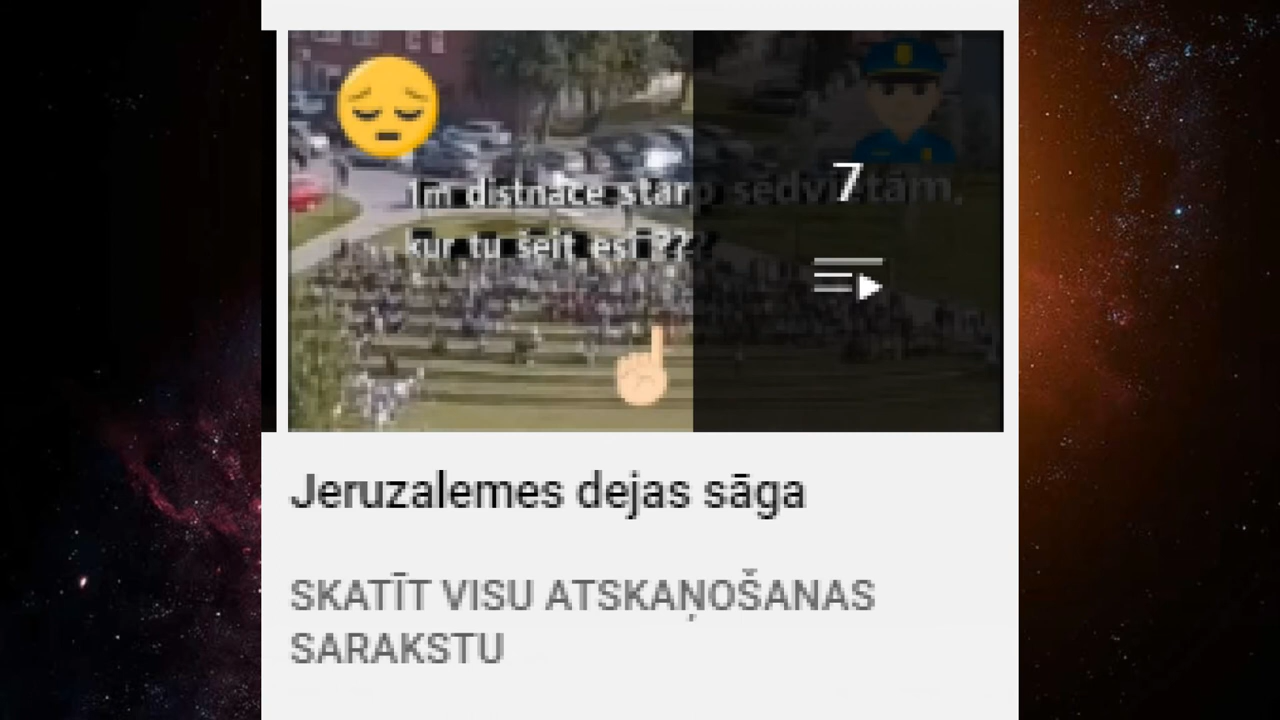 1m distnace starp sēdvietām,
kur tu šeit esi ???
7
Jeruzalemes dejas sāga
SKATĪT VISU ATSKAŅOŠANAS
SARAKSTU